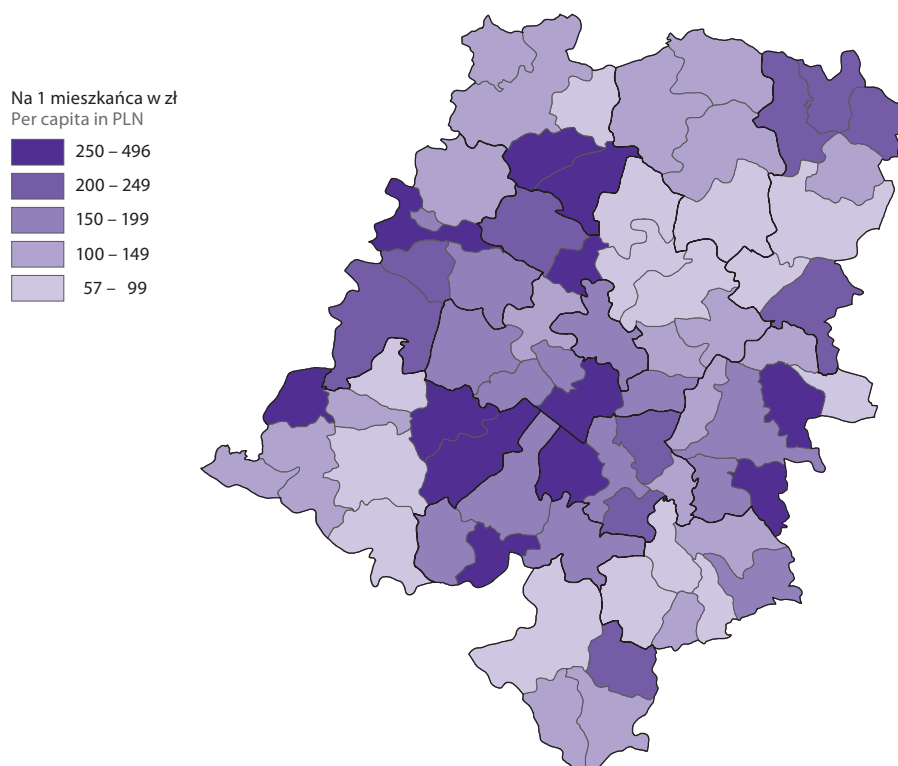 Na 1 mieszkańca w zł
Per capita in PLN
250 – 496
200 – 249
150 – 199
100 – 149
57 – 99